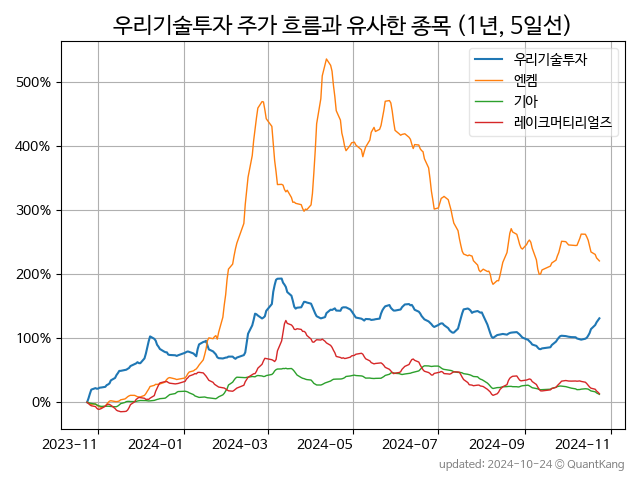 우리기술투자 주가 흐름과 유사한 종목 (1년, 5일선)
우리기술투자
엔켐
기아
레이크머티리얼즈
500%
400%
300%
200%
100%
0%
2023-11 2024-01 2024-03 2024-05 2024-07 2024-09 2024-11
updated: 2024-10-24 © QuantKang